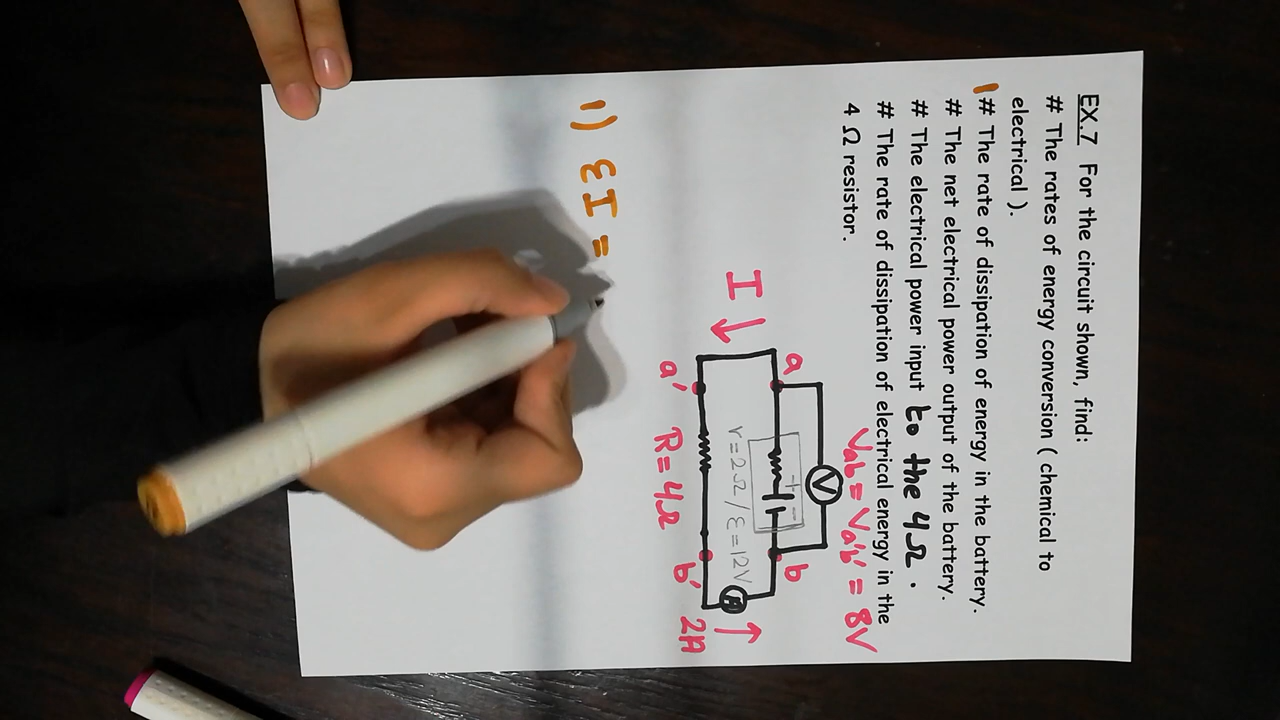 EX.7 For the circuit shown, find:
# The rates of energy conversion ( chemical to
electrical ).
1 # The rate of dissipation of energy in the battery.
# The net electrical power output of the battery.
# The electrical power input to the 4Ω.
# The rate of dissipation of electrical energy in the
4 Ω resistor.
Vab = Va'b' = 8V
V
a
b
+ -
r=2Ω / ε=12V
I
A
2A
a'
b'
R=4Ω
1) εI =